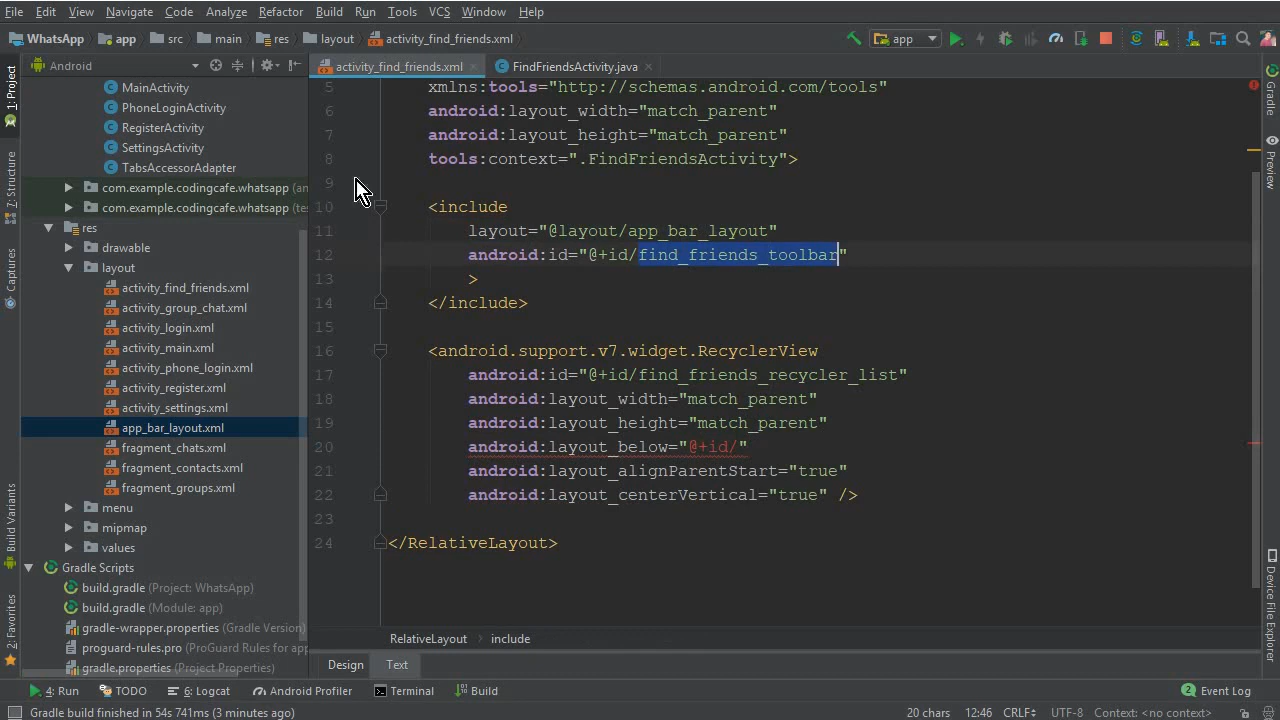 File Edit View Navigate Code Analyze Refactor Build Run Tools VCS Window Help
WhatsApp app src main res layout activity_find_friends.xml app
1: Project
Z: Structure
Captures
Build Variants
2: Favorites
Android
MainActivity
PhoneLoginActivity
RegisterActivity
SettingsActivity
TabsAccessorAdapter
com.example.codingcafe.whatsapp (an
com.example.codingcafe.whatsapp (te
res
drawable
layout
activity_find_friends.xml
activity_group_chat.xml
activity_login.xml
activity_main.xml
activity_phone_login.xml
activity_register.xml
activity_settings.xml
app_bar_layout.xml
fragment_chats.xml
fragment_contacts.xml
fragment_groups.xml
menu
mipmap
values
Gradle Scripts
build.gradle (Project: WhatsApp)
build.gradle (Module: app)
gradle-wrapper.properties (Gradle Version)
proguard-rules.pro (ProGuard Rules for app
gradle.properties (Project Properties)
activity_find_friends.xml FindFriendsActivity.java
5 xmlns:tools="http://schemas.android.com/tools"
6 android:layout_width="match_parent"
7 android:layout_height="match_parent"
8 tools:context=".FindFriendsActivity">
9
10 <include
11 layout="@layout/app_bar_layout"
12 android:id="@+id/find_friends_toolbar"
13 >
14 </include>
15
16 <android.support.v7.widget.RecyclerView
17 android:id="@+id/find_friends_recycler_list"
18 android:layout_width="match_parent"
19 android:layout_height="match_parent"
20 android:layout_below="@+id/"
21 android:layout_alignParentStart="true"
22 android:layout_centerVertical="true" />
23
24 </RelativeLayout>
RelativeLayout include
Design Text
Gradle
Preview
Device File Explorer
4: Run TODO 6: Logcat Android Profiler Terminal Build 2 Event Log
Gradle build finished in 54s 741ms (3 minutes ago) 20 chars 12:46 CRLF UTF-8 Context: <no context>